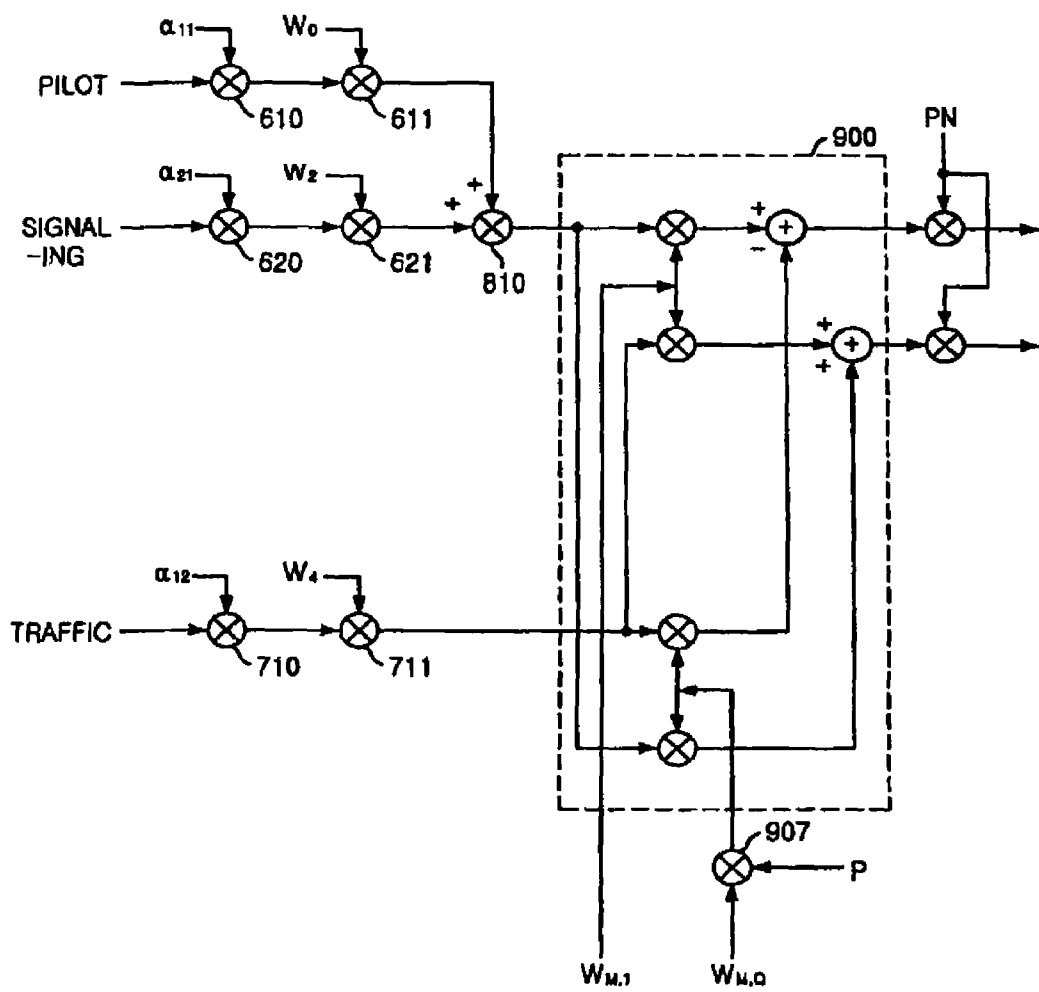 α11 W0
PILOT
610 611
900
PN
α21 W2
+
+
SIGNAL
-ING
620 621 810
+
-
+
+
+
+
α12 W4
TRAFFIC
710 711
907
P
WM,1 WM,Q